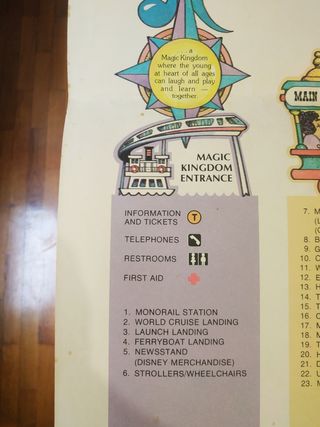 ... a
Magic Kingdom
where the young
at heart of all ages
can laugh and play
and learn —
together.
MAIN
MAGIC
KINGDOM
ENTRANCE
INFORMATION
AND TICKETS T
TELEPHONES
RESTROOMS
FIRST AID
1. MONORAIL STATION
2. WORLD CRUISE LANDING
3. LAUNCH LANDING
4. FERRYBOAT LANDING
5. NEWSSTAND
(DISNEY MERCHANDISE)
6. STROLLERS/WHEELCHAIRS
7.
8.
9.
10.
11.
12.
13.
14.
15.
16.
17.
18.
19.
20.
21.
22.
23.